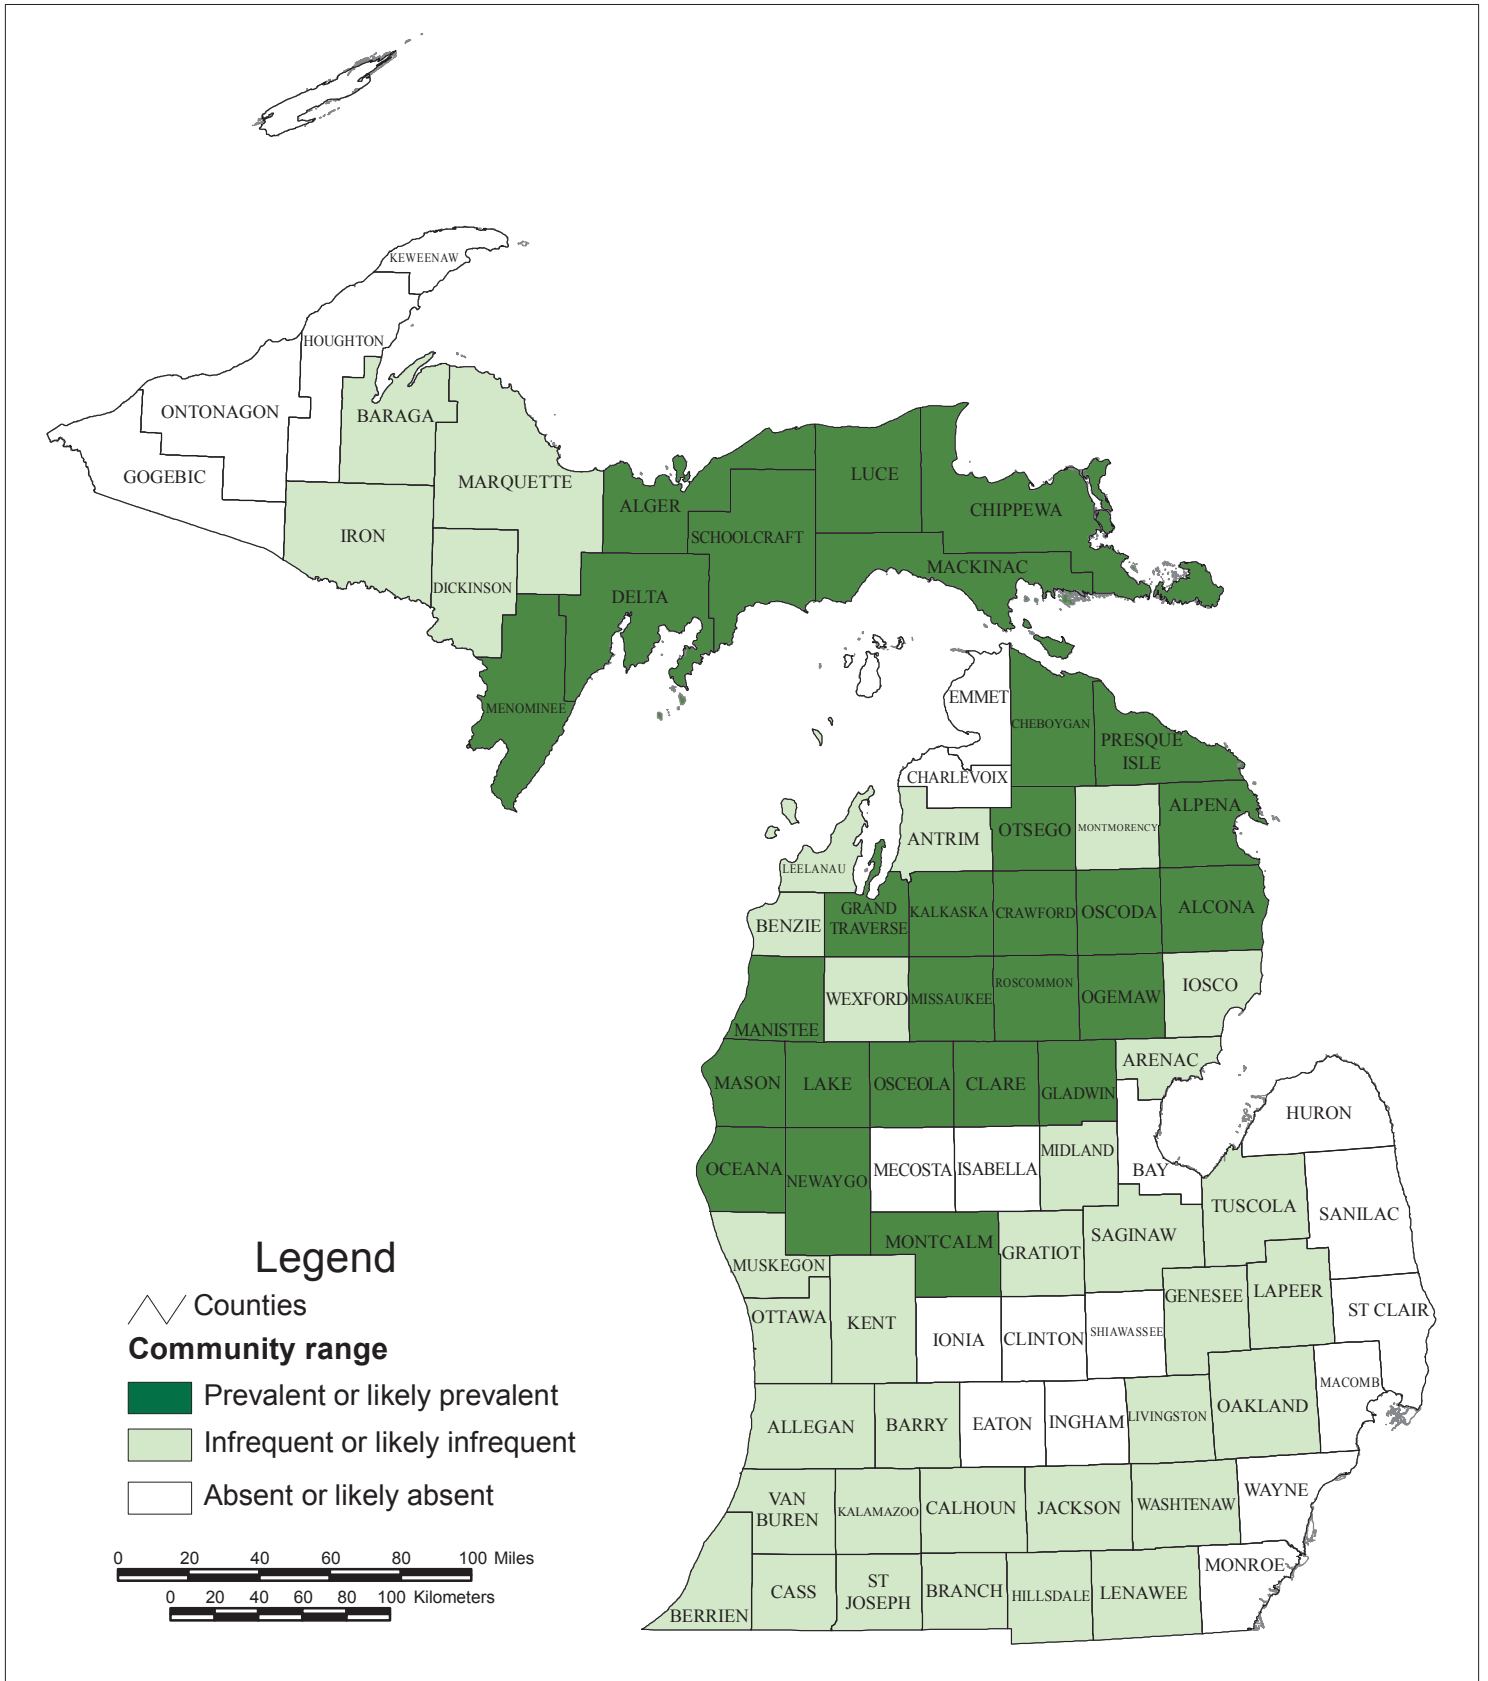 KEWEENAW
HOUGHTON
ONTONAGON
BARAGA
GOGEBIC
MARQUETTE
LUCE
ALGER
CHIPPEWA
IRON
SCHOOLCRAFT
MACKINAC
DICKINSON
DELTA
MENOMINEE
EMMET
CHEBOYGAN
PRESQUE
ISLE
CHARLEVOIX
ALPENA
ANTRIM
OTSEGO
MONTMORENCY
LEELANAU
BENZIE
GRAND
TRAVERSE
KALKASKA
CRAWFORD
OSCODA
ALCONA
MANISTEE
WEXFORD
MISSAUKEE
ROSCOMMON
OGEMAW
IOSCO
ARENAC
MASON
LAKE
OSCEOLA
CLARE
GLADWIN
HURON
OCEANA
NEWAYGO
MECOSTA
ISABELLA
MIDLAND
BAY
TUSCOLA
SANILAC
MUSKEGON
MONTCALM
GRATIOT
SAGINAW
GENESEE
LAPEER
ST CLAIR
OTTAWA
KENT
IONIA
CLINTON
SHIAWASSEE
MACOMB
ALLEGAN
BARRY
EATON
INGHAM
LIVINGSTON
OAKLAND
VAN
BUREN
KALAMAZOO
CALHOUN
JACKSON
WASHTENAW
WAYNE
BERRIEN
CASS
ST
JOSEPH
BRANCH
HILLSDALE
LENAWEE
MONROE
Legend
Counties
Community range
Prevalent or likely prevalent
Infrequent or likely infrequent
Absent or likely absent
0 20 40 60 80 100 Miles
0 20 40 60 80 100 Kilometers